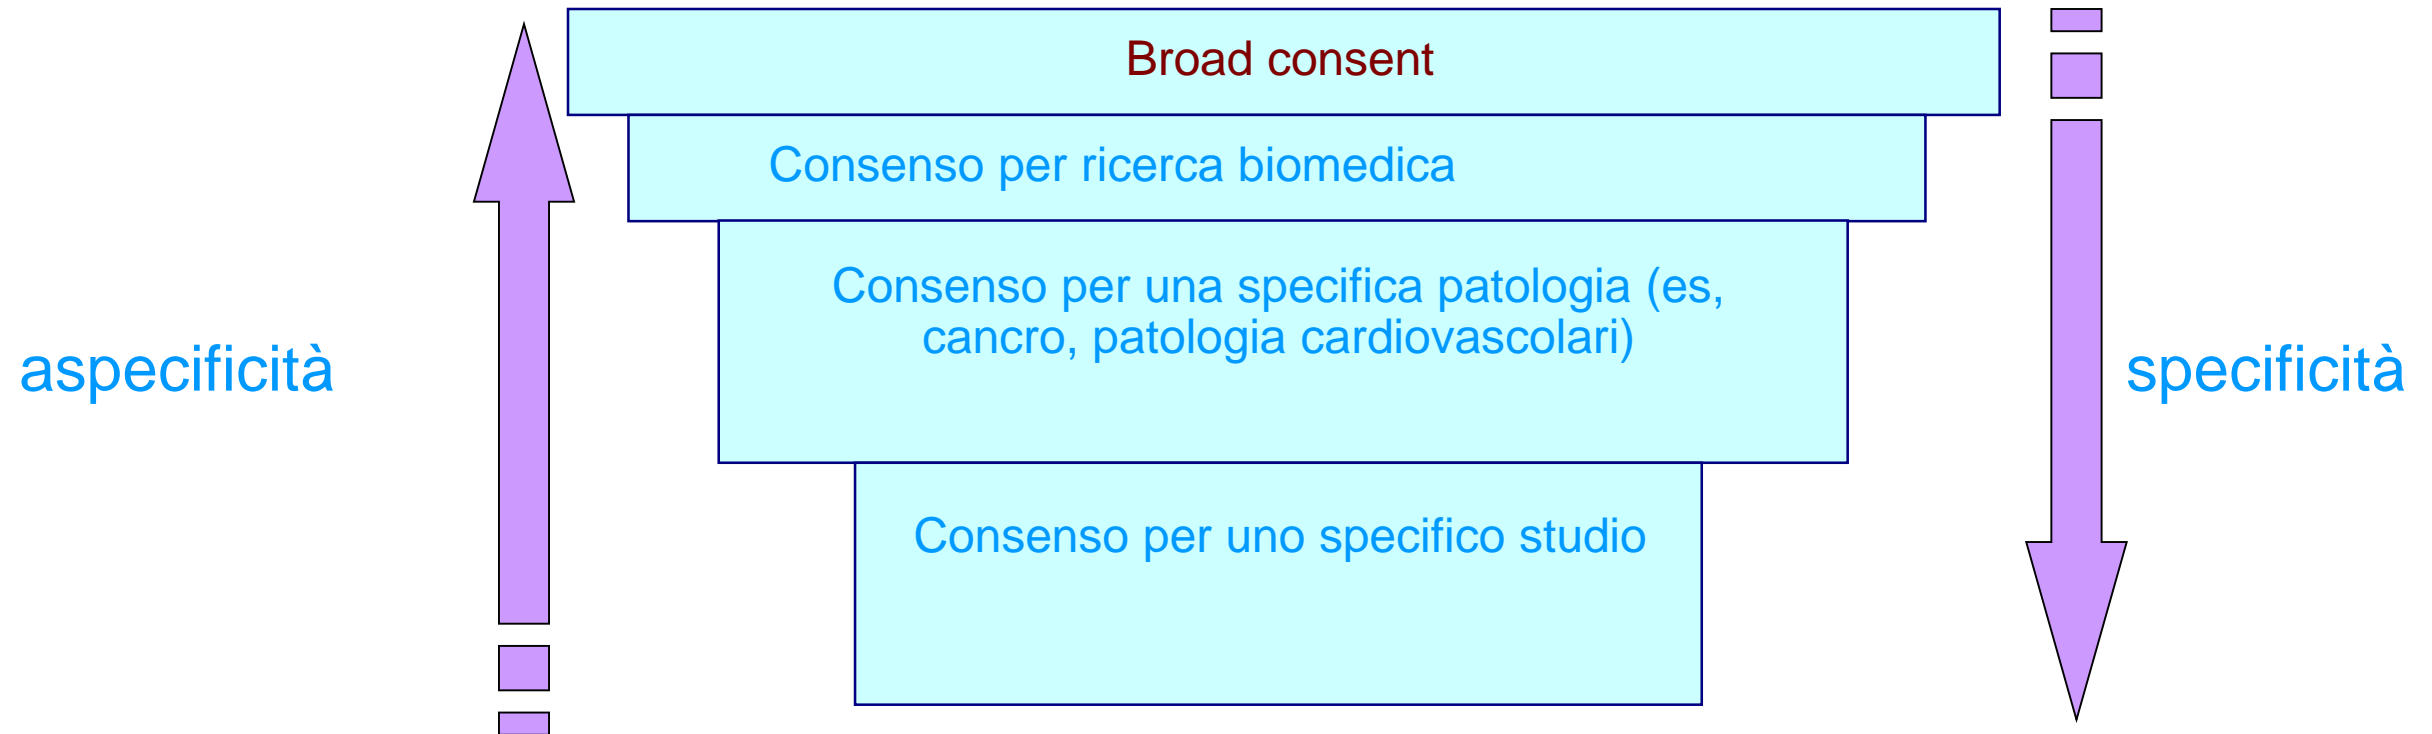 Broad consent
Consenso per ricerca biomedica
Consenso per una specifica patologia (es,
cancro, patologia cardiovascolari)
aspecificità
specificità
Consenso per uno specifico studio